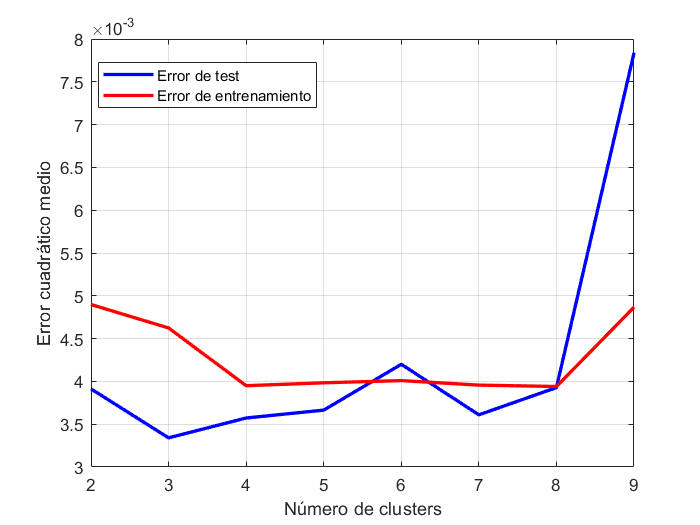 ×10-3
8
7.5
7
6.5
6
5.5
5
4.5
4
3.5
3
Error de test
Error de entrenamiento
Error cuadrático medio
2 3 4 5 6 7 8 9
Número de clusters